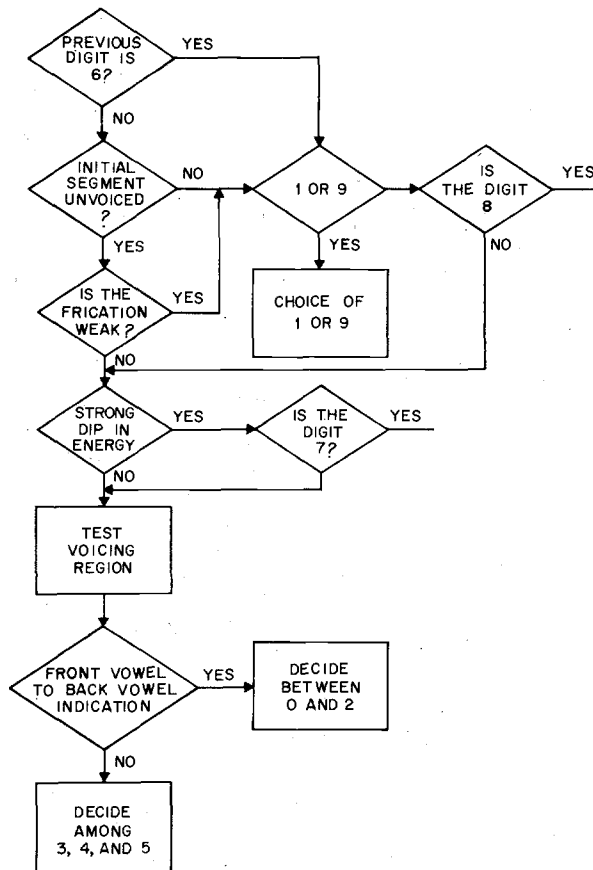 PREVIOUS
DIGIT IS
6?
YES
NO
INITIAL
SEGMENT
UNVOICED
?
NO
YES
1 OR 9
YES
IS
THE DIGIT
8
YES
NO
IS THE
FRICATION
WEAK?
YES
NO
CHOICE OF
1 OR 9
STRONG
DIP IN
ENERGY
YES
NO
IS THE
DIGIT
7?
YES
TEST
VOICING
REGION
FRONT VOWEL
TO BACK VOWEL
INDICATION
YES
NO
DECIDE
BETWEEN
0 AND 2
DECIDE
AMONG
3, 4, AND 5